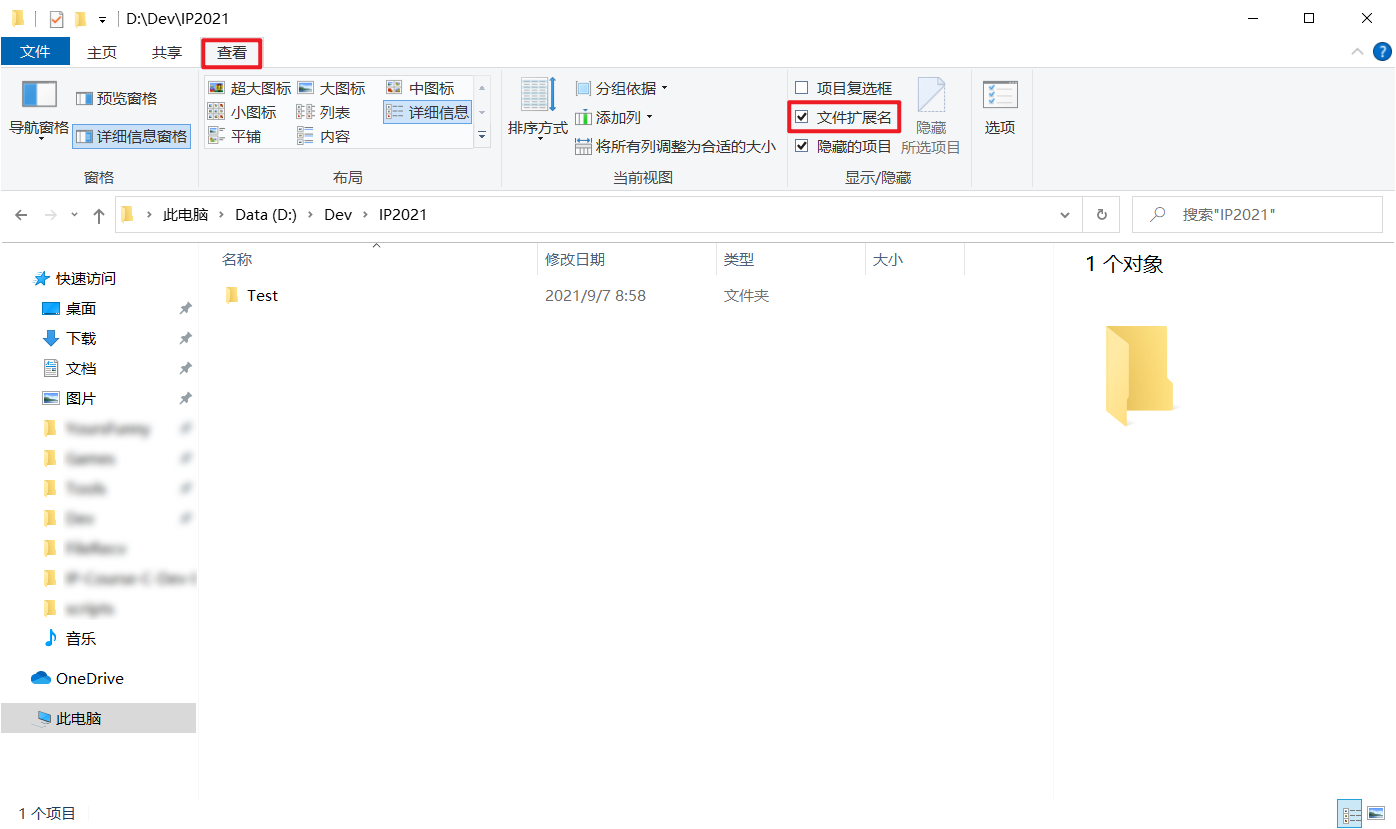 D:\Dev\IP2021
文件 主页 共享 查看
导航窗格
预览窗格
详细信息窗格
窗格
超大图标 大图标 中图标
小图标 列表 详细信息
平铺 内容
布局
排序方式
分组依据
添加列
将所有列调整为合适的大小
当前视图
项目复选框
文件扩展名
隐藏的项目
隐藏
所选项目
显示/隐藏
选项
此电脑 Data (D:) Dev IP2021
搜索"IP2021"
快速访问
桌面
下载
文档
图片
音乐
OneDrive
此电脑
名称 修改日期 类型 大小
Test 2021/9/7 8:58 文件夹
1 个对象
1 个项目